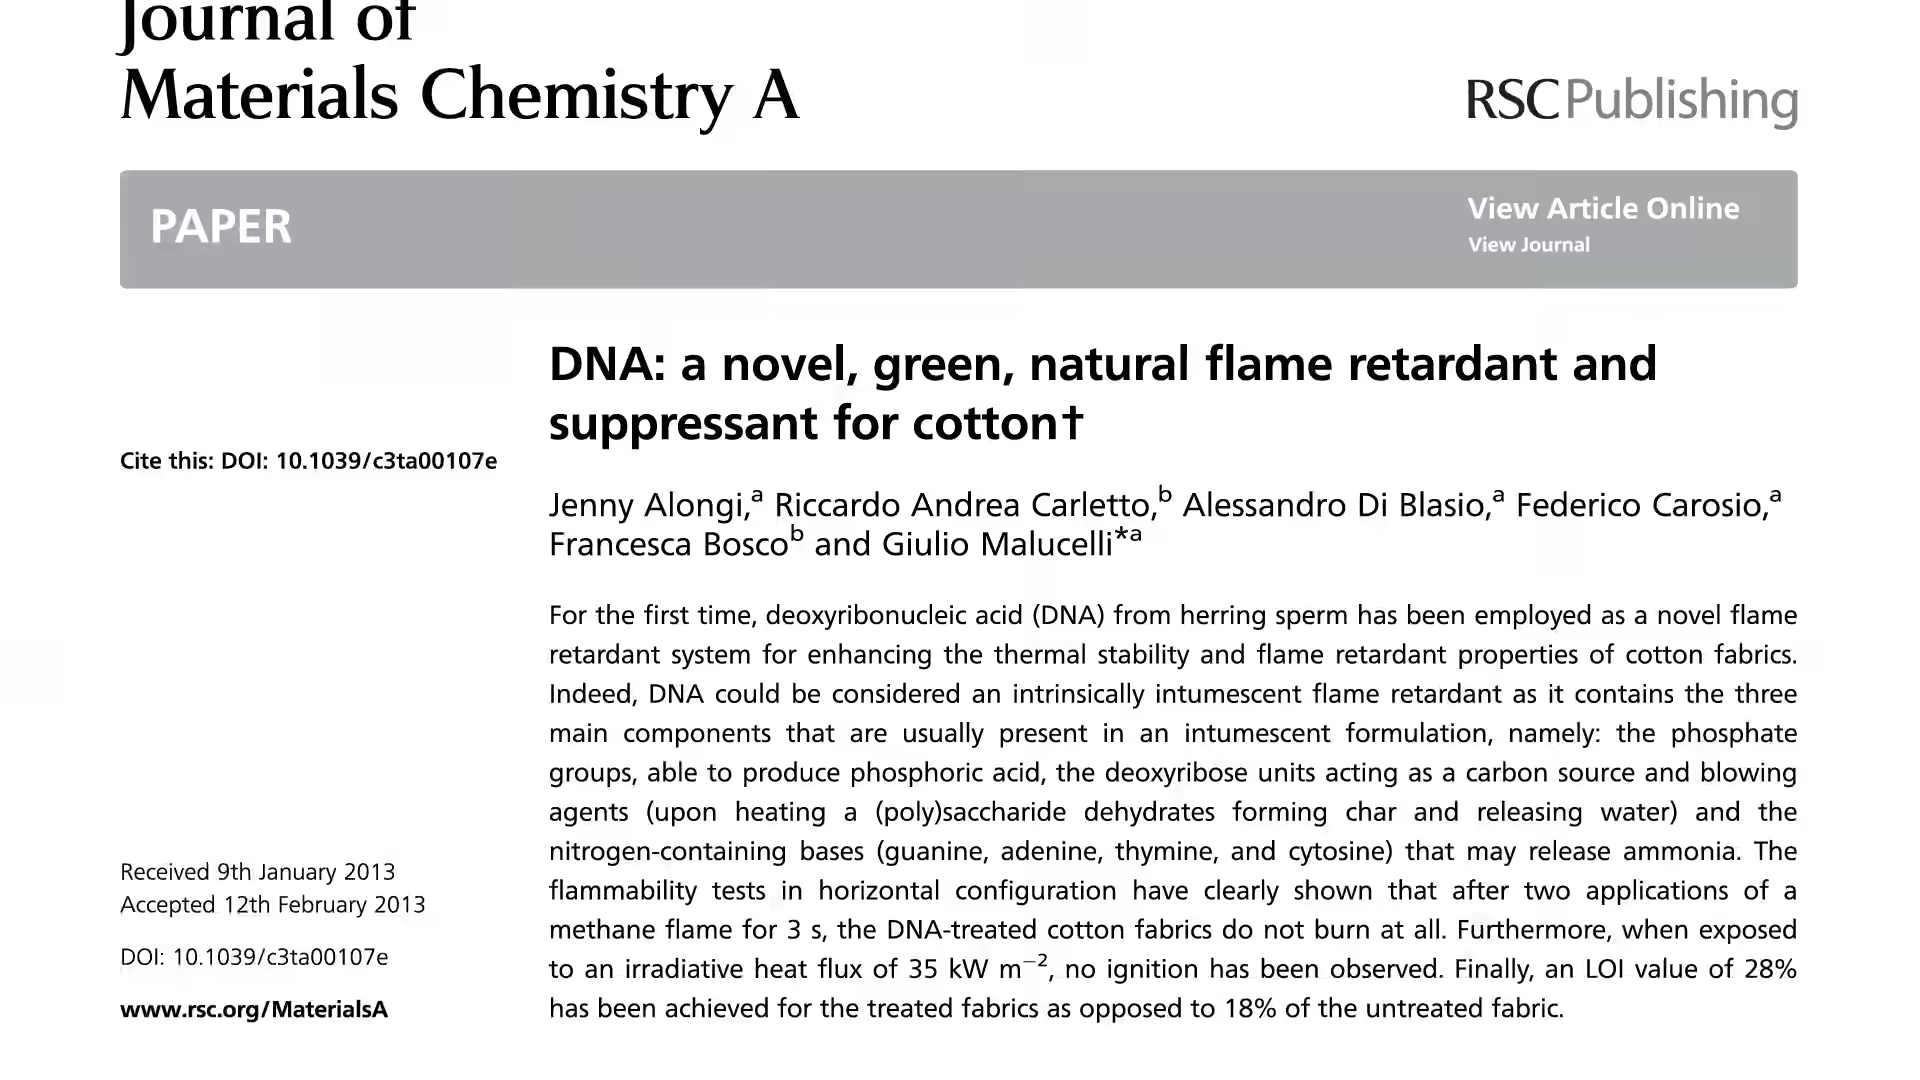 Journal of
Materials Chemistry A
RSCPublishing
PAPER
View Article Online
View Journal
DNA: a novel, green, natural flame retardant and
suppressant for cotton†
Cite this: DOI: 10.1039/c3ta00107e
Jenny Alongi,ᵃ Riccardo Andrea Carletto,ᵇ Alessandro Di Blasio,ᵃ Federico Carosio,ᵃ
Francesca Boscoᵇ and Giulio Malucelli*ᵃ
For the first time, deoxyribonucleic acid (DNA) from herring sperm has been employed as a novel flame
retardant system for enhancing the thermal stability and flame retardant properties of cotton fabrics.
Indeed, DNA could be considered an intrinsically intumescent flame retardant as it contains the three
main components that are usually present in an intumescent formulation, namely: the phosphate
groups, able to produce phosphoric acid, the deoxyribose units acting as a carbon source and blowing
agents (upon heating a (poly)saccharide dehydrates forming char and releasing water) and the
nitrogen-containing bases (guanine, adenine, thymine, and cytosine) that may release ammonia. The
flammability tests in horizontal configuration have clearly shown that after two applications of a
methane flame for 3 s, the DNA-treated cotton fabrics do not burn at all. Furthermore, when exposed
to an irradiative heat flux of 35 kW m⁻², no ignition has been observed. Finally, an LOI value of 28%
has been achieved for the treated fabrics as opposed to 18% of the untreated fabric.
Received 9th January 2013
Accepted 12th February 2013
DOI: 10.1039/c3ta00107e
www.rsc.org/MaterialsA